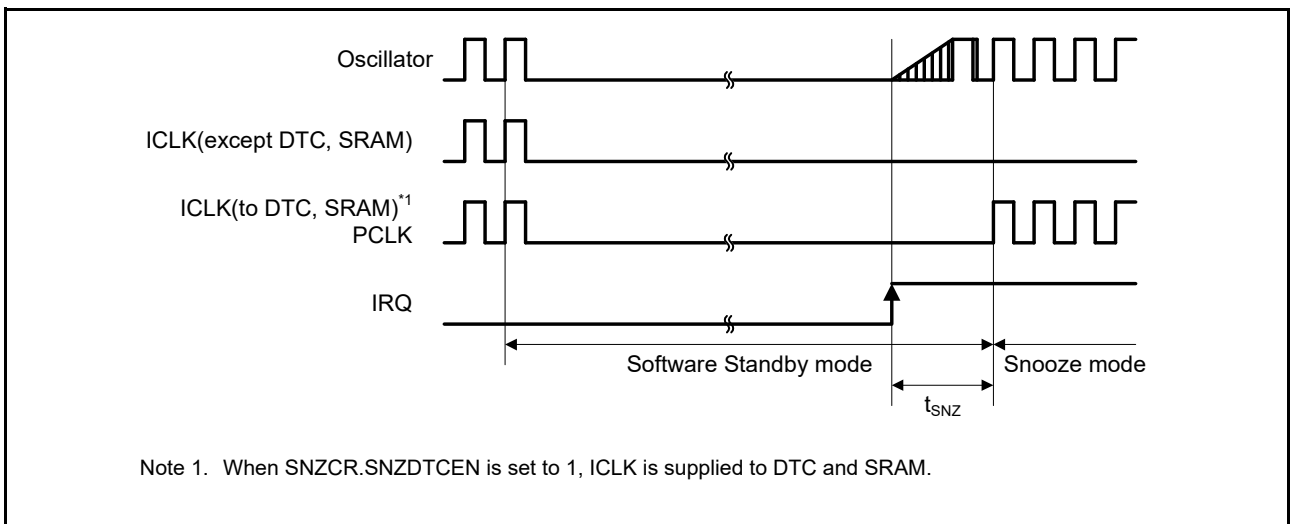 Oscillator
ICLK(except DTC, SRAM)
ICLK(to DTC, SRAM)*1
PCLK
IRQ
Software Standby mode
Snooze mode
tSNZ
Note 1. When SNZCR.SNZDTCEN is set to 1, ICLK is supplied to DTC and SRAM.